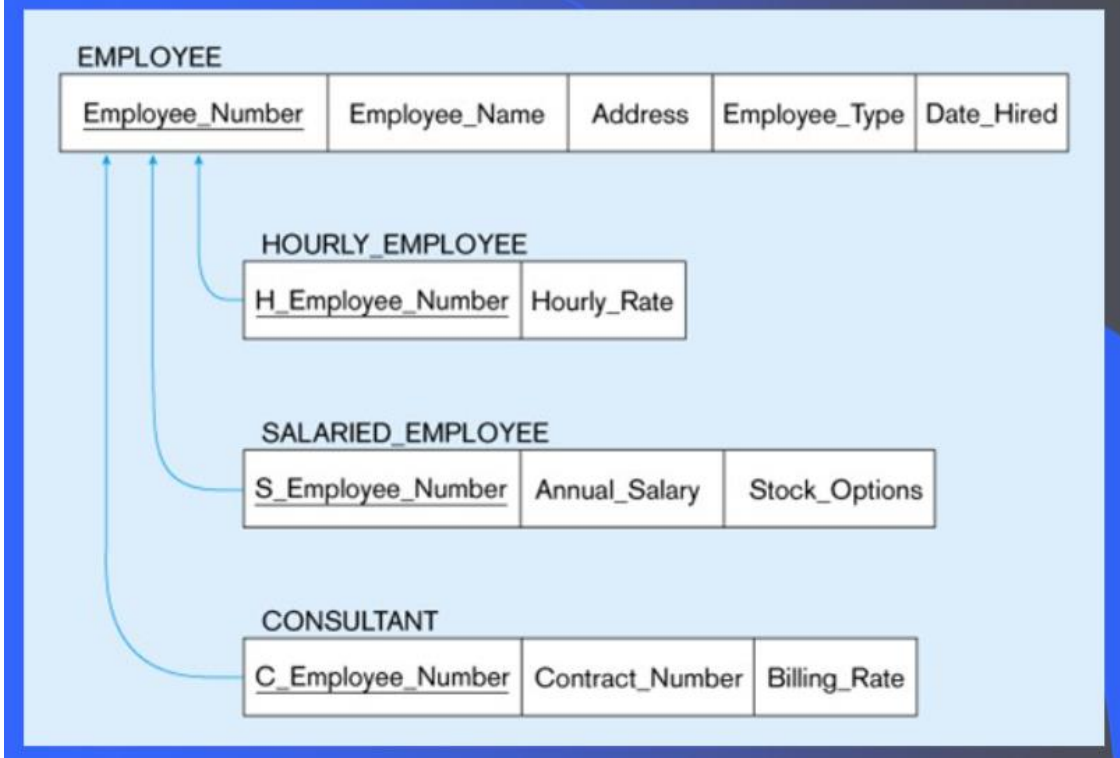 EMPLOYEE
Employee_Number Employee_Name Address Employee_Type Date_Hired
HOURLY_EMPLOYEE
H_Employee_Number Hourly_Rate
SALARIED_EMPLOYEE
S_Employee_Number Annual_Salary Stock_Options
CONSULTANT
C_Employee_Number Contract_Number Billing_Rate